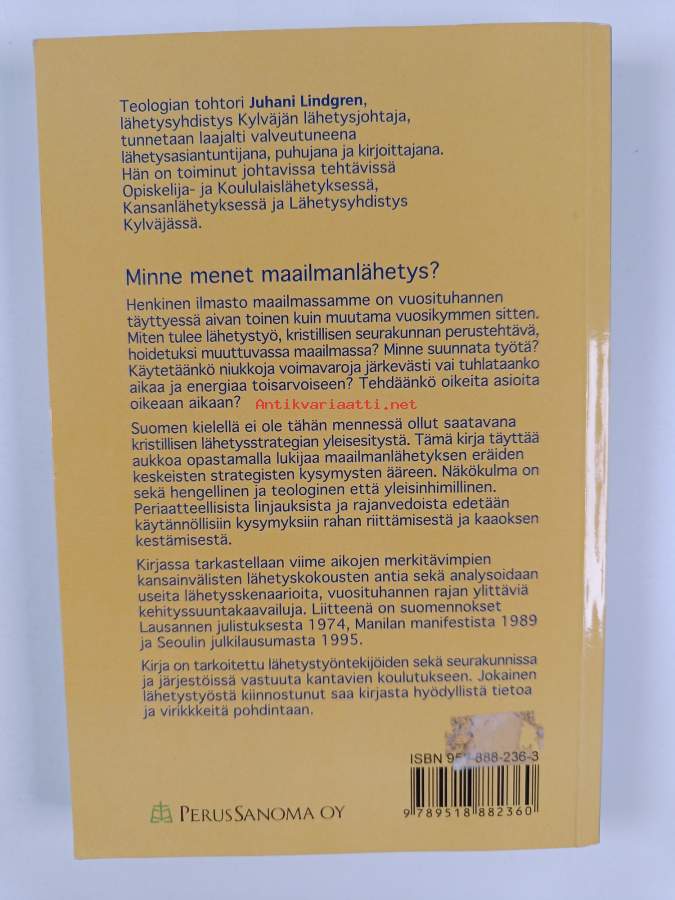 Teologian tohtori Juhani Lindgren,
lähetysyhdistys Kylväjän lähetysjohtaja,
tunnetaan laajalti valveutuneena
lähetysasiantuntijana, puhujana ja kirjoittajana.
Hän on toiminut johtavissa tehtävissä
Opiskelija- ja Koululaislähetyksessä,
Kansanlähetyksessä ja Lähetysyhdistys
Kylväjässä.
Minne menet maailmanlähetys?
Henkinen ilmasto maailmassamme on vuosituhannen
täyttyessä aivan toinen kuin muutama vuosikymmen sitten.
Miten tulee lähetystyö, kristillisen seurakunnan perustehtävä,
hoidetuksi muuttuvassa maailmassa? Minne suunnata työtä?
Käytetäänkö niukkoja voimavaroja järkevästi vai tuhlataanko
aikaa ja energiaa toisarvoiseen? Tehdäänkö oikeita asioita
oikeaan aikaan?
Antikvariaatti.net
Suomen kielellä ei ole tähän mennessä ollut saatavana
kristillisen lähetysstrategian yleisesitystä. Tämä kirja täyttää
aukkoa opastamalla lukijaa maailmanlähetyksen eräiden
keskeisten strategisten kysymysten ääreen. Näkökulma on
sekä hengellinen ja teologinen että yleisinhimillinen.
Periaatteellisista linjauksista ja rajanvedoista edetään
käytännöllisiin kysymyksiin rahan riittämisestä ja kaaoksen
kestämisestä.
Kirjassa tarkastellaan viime aikojen merkitävimpien
kansainvälisten lähetyskokousten antia sekä analysoidaan
useita lähetysskenaarioita, vuosituhannen rajan ylittäviä
kehityssuuntakaavailuja. Liitteenä on suomennokset
Lausannen julistuksesta 1974, Manilan manifestista 1989
ja Seoulin julkilausumasta 1995.
Kirja on tarkoitettu lähetystyöntekijöiden sekä seurakunnissa
ja järjestöissä vastuuta kantavien koulutukseen. Jokainen
lähetystyöstä kiinnostunut saa kirjasta hyödyllistä tietoa
ja virikkeitä pohdintaan.
ISBN 95 -888-236-3
9 789518 882360
PERUSSANOMA OY